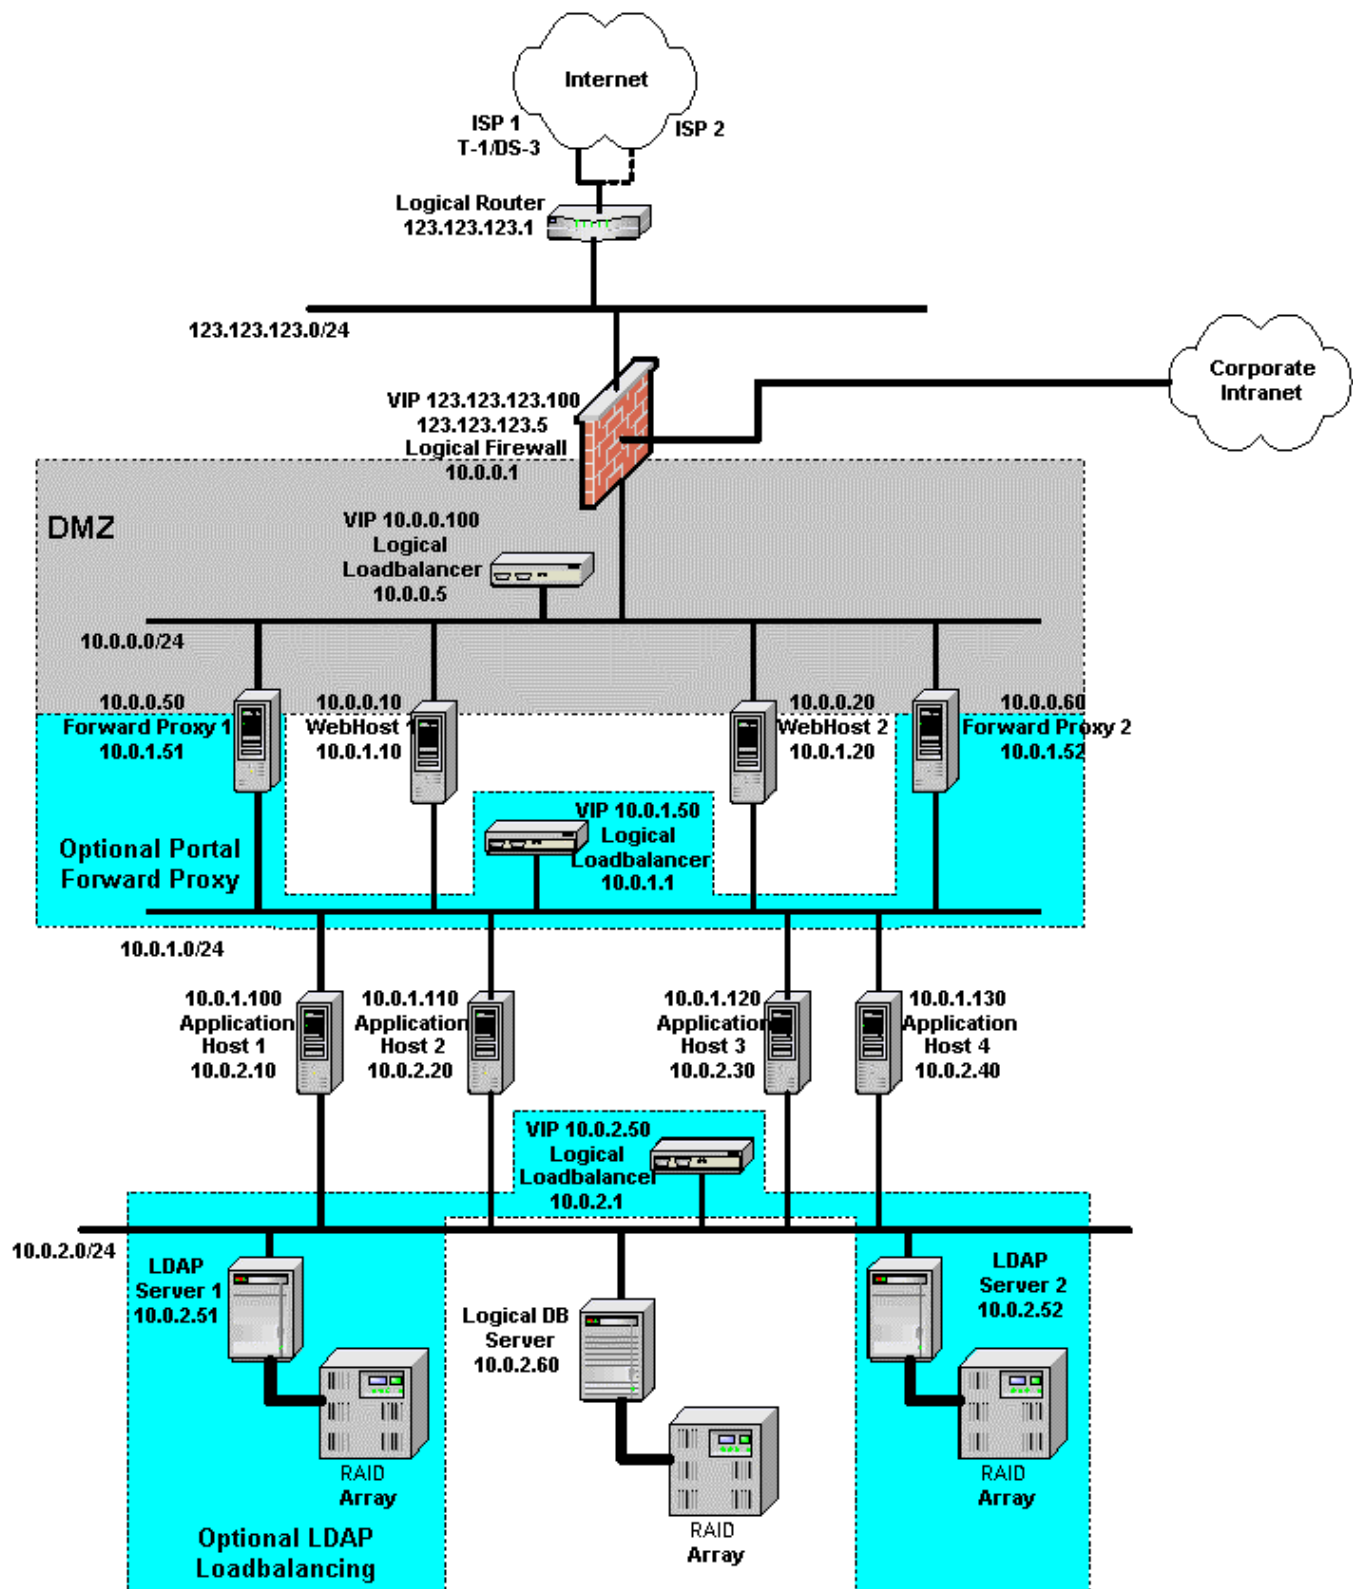 Internet
ISP 1
T-1/DS-3
ISP 2
Logical Router
123.123.123.1
123.123.123.0/24
Corporate
Intranet
VIP 123.123.123.100
123.123.123.5
Logical Firewall
10.0.0.1
DMZ
VIP 10.0.0.100
Logical
Loadbalancer
10.0.0.5
10.0.0.0/24
10.0.0.50
Forward Proxy 1
10.0.1.51
10.0.0.10
WebHost 1
10.0.1.10
10.0.0.20
WebHost 2
10.0.1.20
10.0.0.60
Forward Proxy 2
10.0.1.52
VIP 10.0.1.50
Logical
Loadbalancer
10.0.1.1
Optional Portal
Forward Proxy
10.0.1.0/24
10.0.1.100
Application
Host 1
10.0.2.10
10.0.1.110
Application
Host 2
10.0.2.20
10.0.1.120
Application
Host 3
10.0.2.30
10.0.1.130
Application
Host 4
10.0.2.40
VIP 10.0.2.50
Logical
Loadbalancer
10.0.2.1
10.0.2.0/24
LDAP
Server 1
10.0.2.51
Logical DB
Server
10.0.2.60
LDAP
Server 2
10.0.2.52
RAID
Array
RAID
Array
RAID
Array
Optional LDAP
Loadbalancing